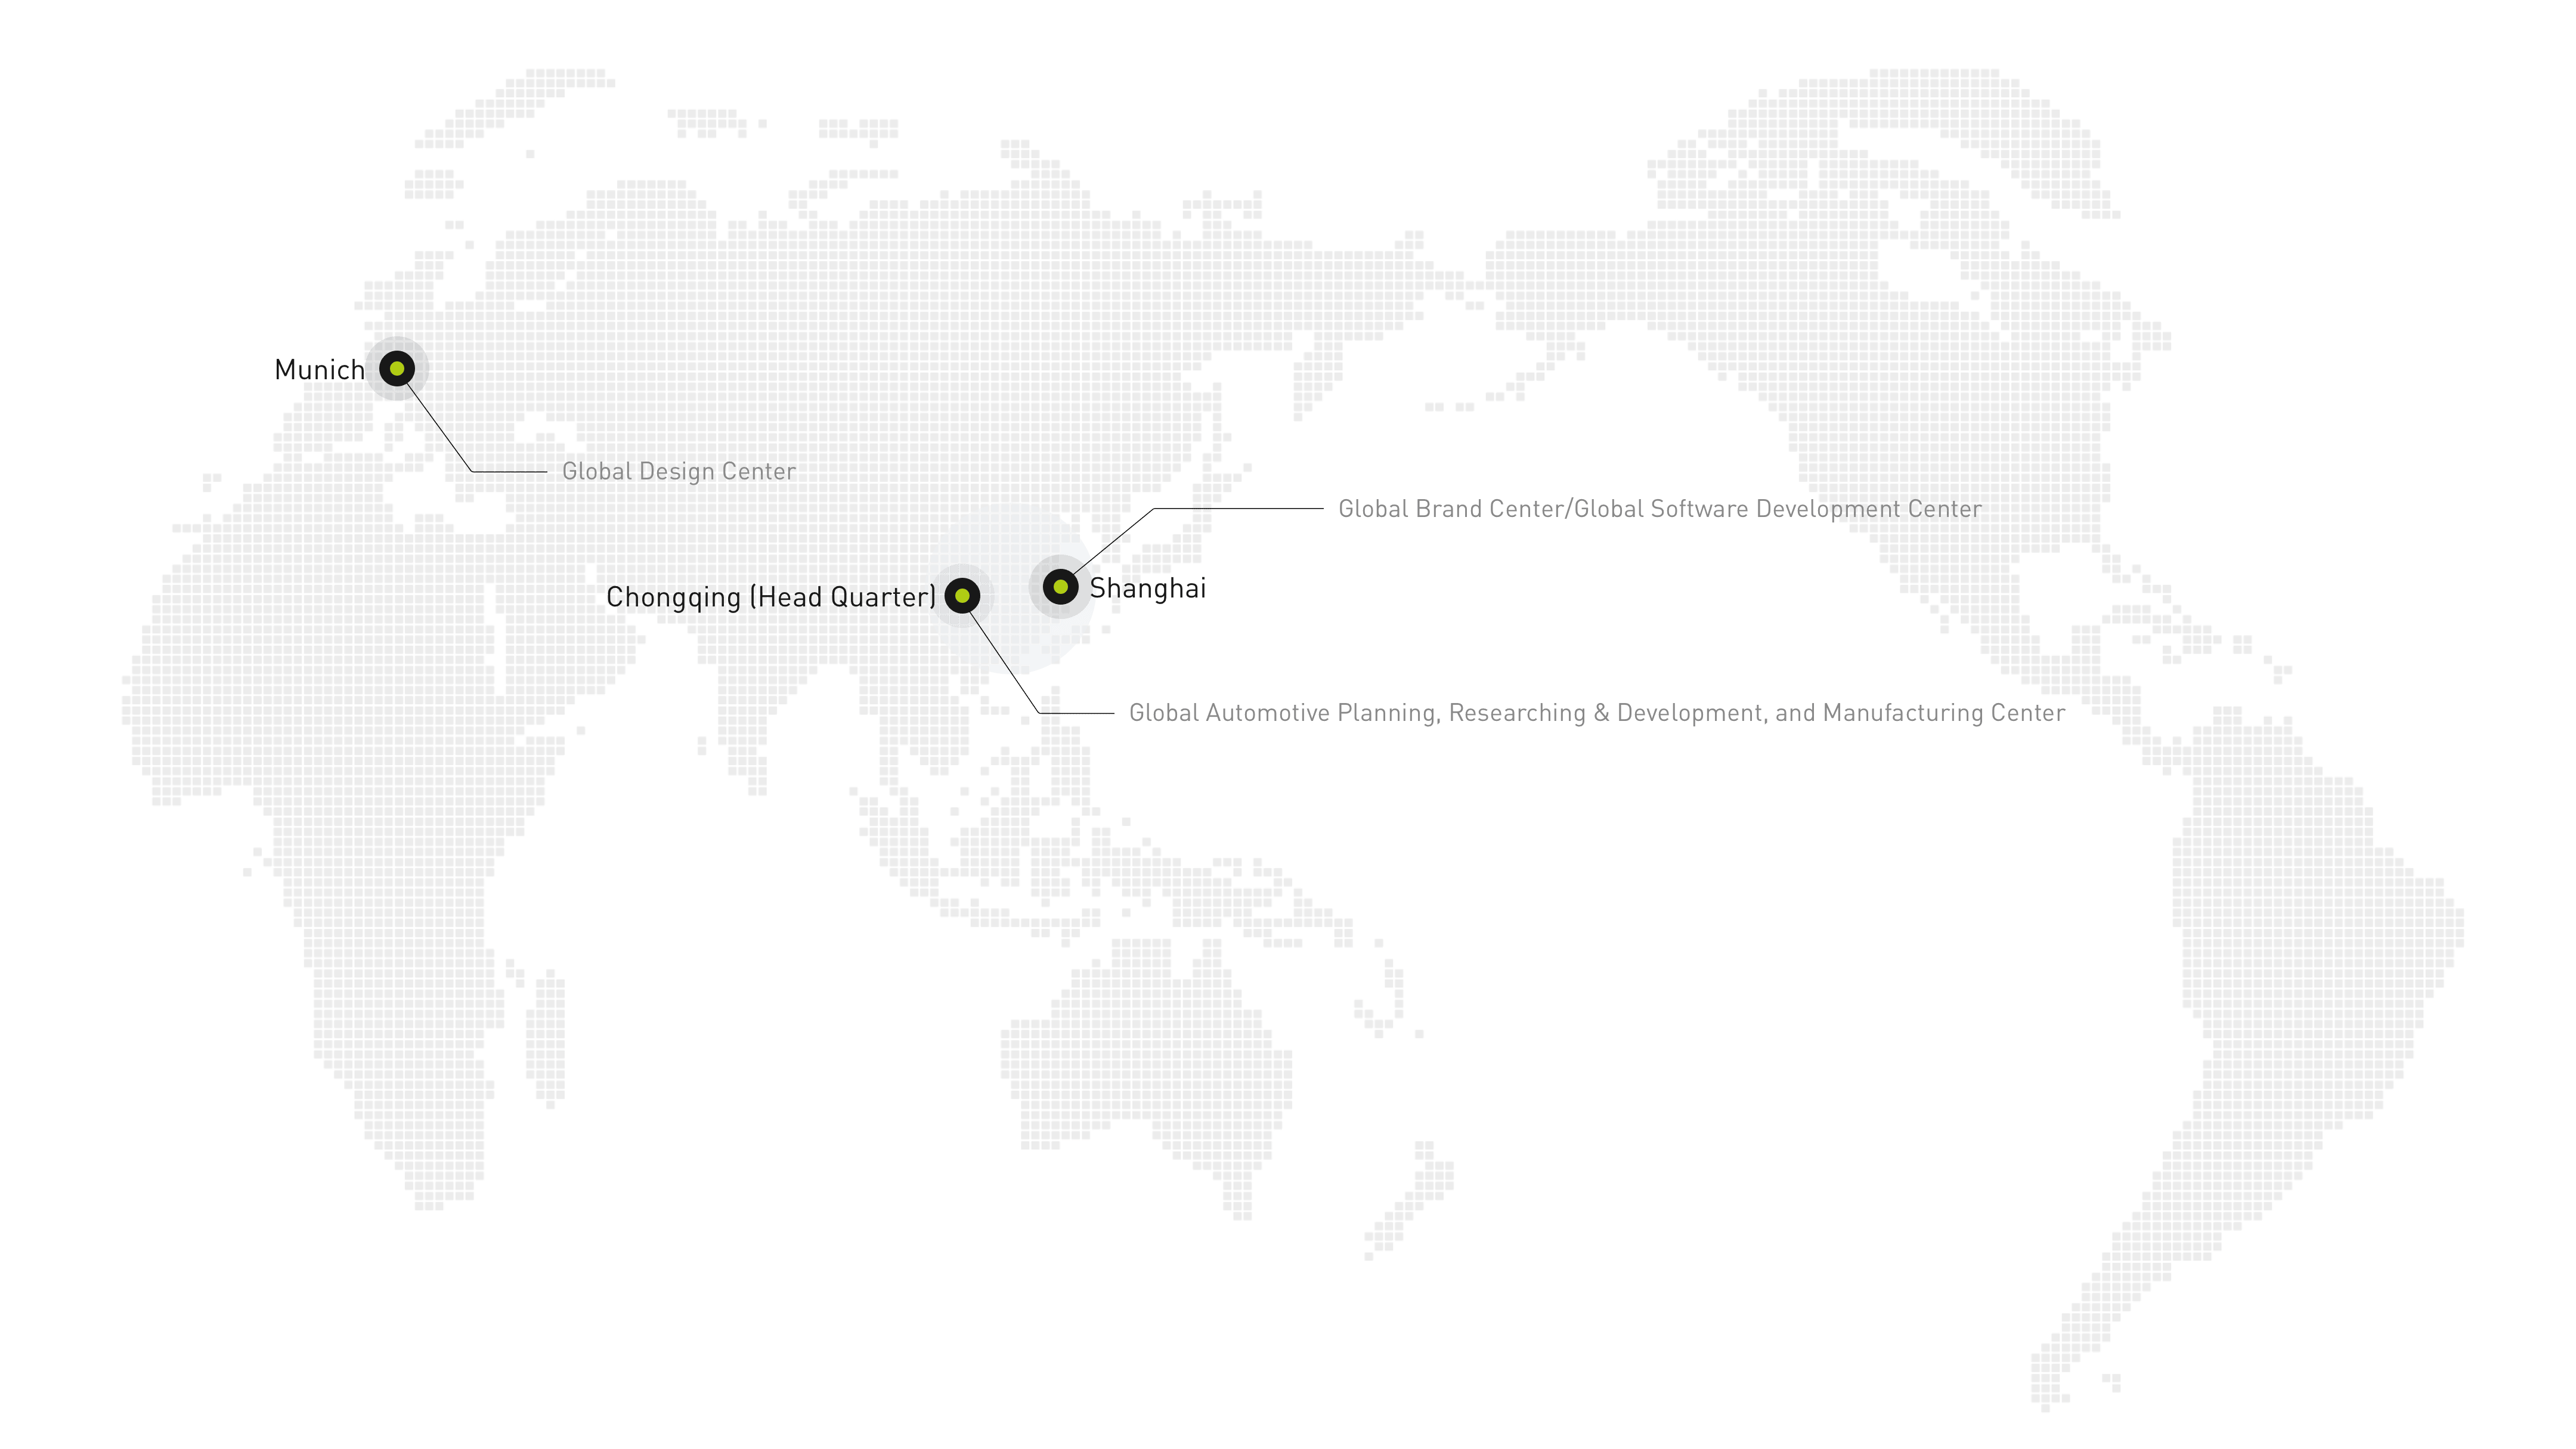 Munich
Global Design Center
Global Brand Center/Global Software Development Center
Chongqing (Head Quarter)
Shanghai
Global Automotive Planning, Researching & Development, and Manufacturing Center